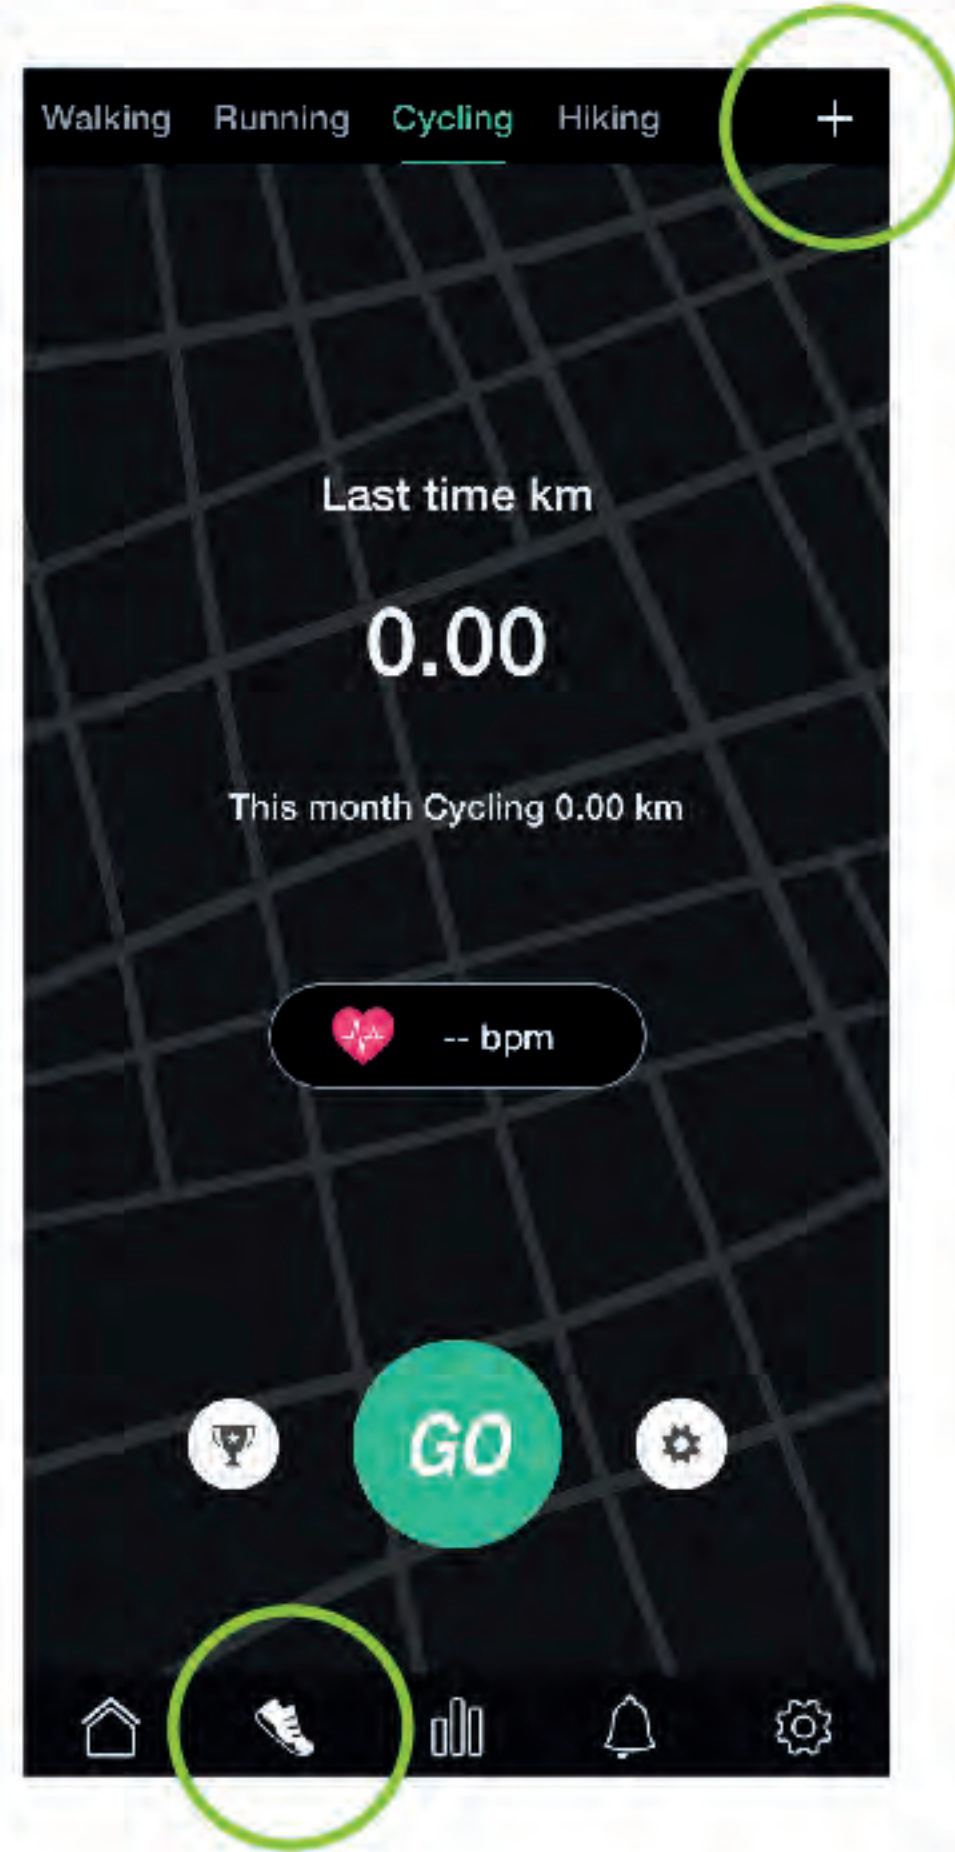 Walking Running Cycling Hiking +
Last time km
0.00
This month Cycling 0.00 km
-- bpm
GO